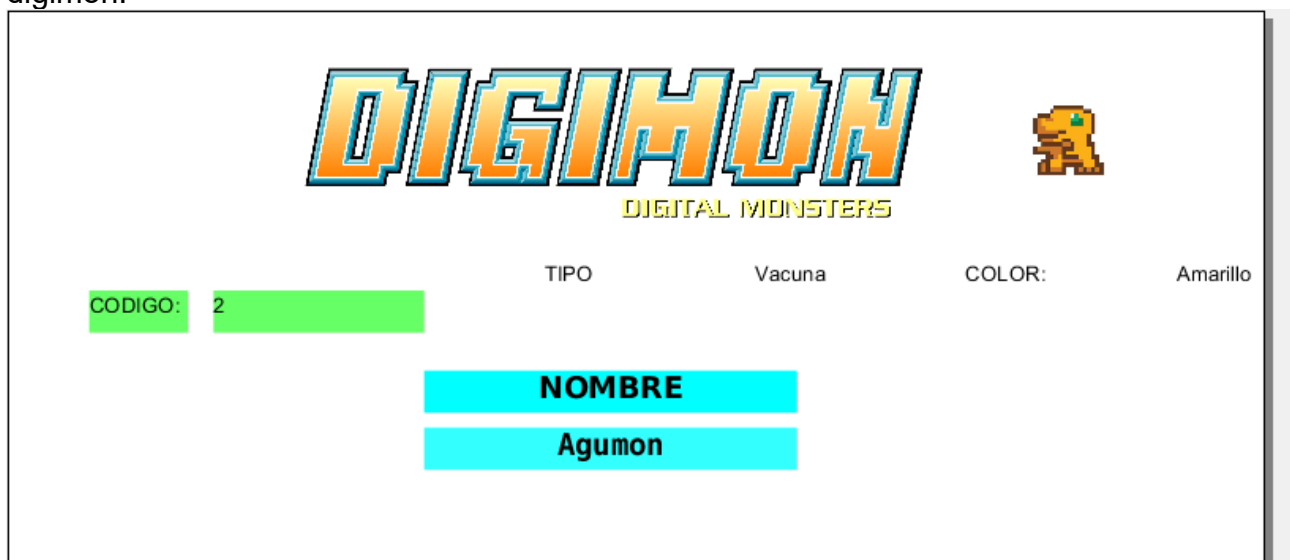 digimon.
DIGIMON
DIGITAL MONSTERS
TIPO Vacuna COLOR: Amarillo
CODIGO: 2
NOMBRE
Agumon